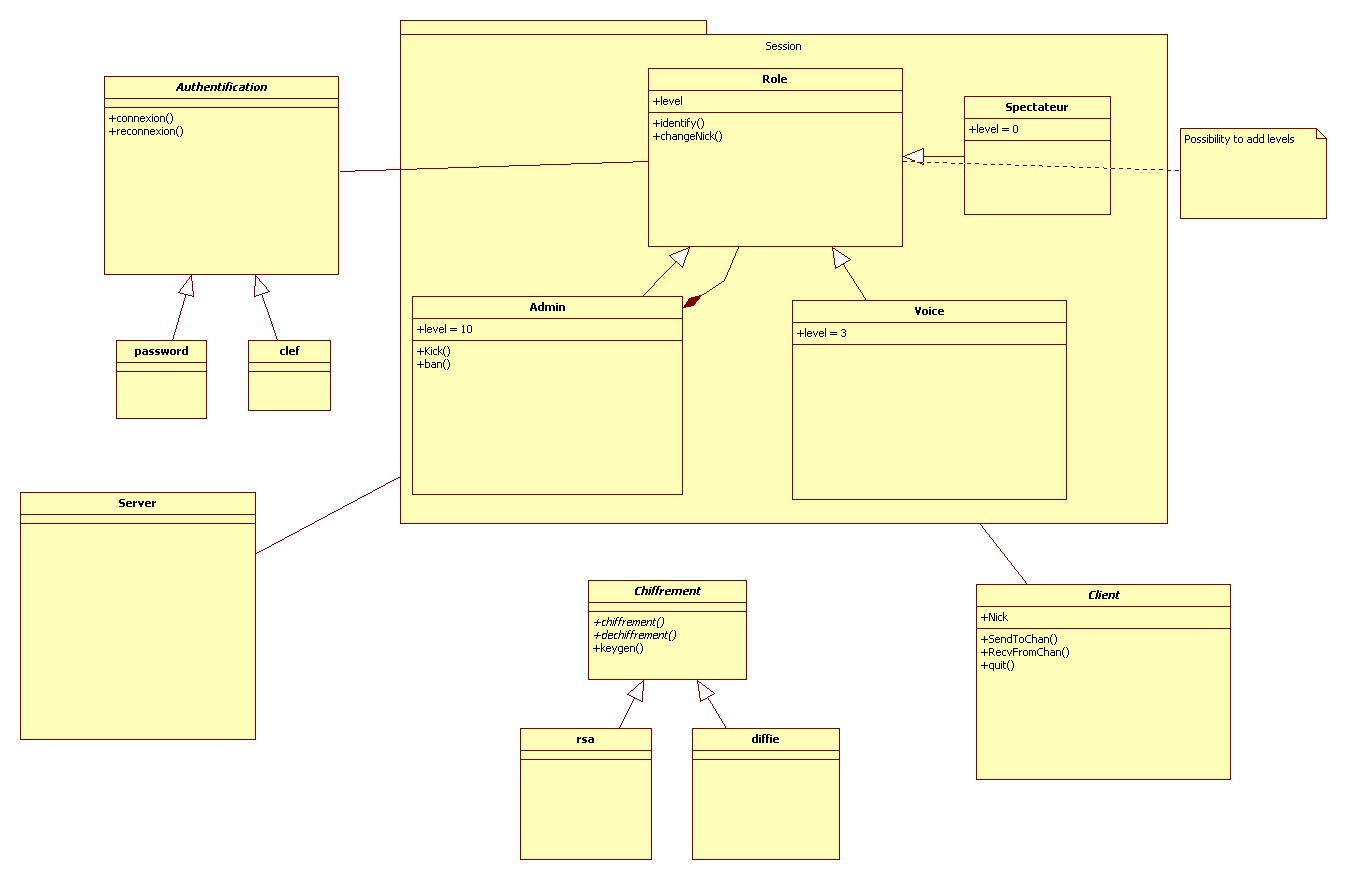 Session
Authentification
+connexion()
+reconnexion()
Role
+level
+identify()
+changeNick()
Spectateur
+level = 0
Possibility to add levels
password
clef
Admin
+level = 10
+Kick()
+ban()
Voice
+level = 3
Server
Chiffrement
+chiffrement()
+dechiffrement()
+keygen()
Client
+Nick
+SendToChan()
+RecvFromChan()
+quit()
rsa
diffie